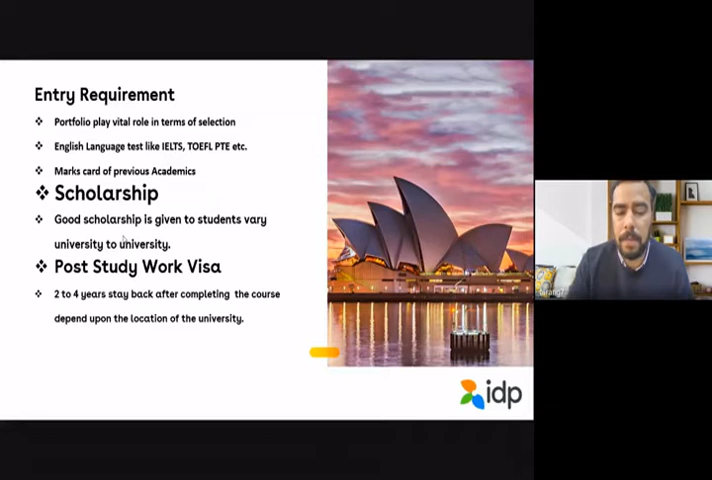 Entry Requirement
❖ Portfolio play vital role in terms of selection
❖ English Language test like IELTS, TOEFL PTE etc.
❖ Marks card of previous Academics
❖ Scholarship
❖ Good scholarship is given to students vary
university to university.
❖ Post Study Work Visa
❖ 2 to 4 years stay back after completing the course
depend upon the location of the university.
idp